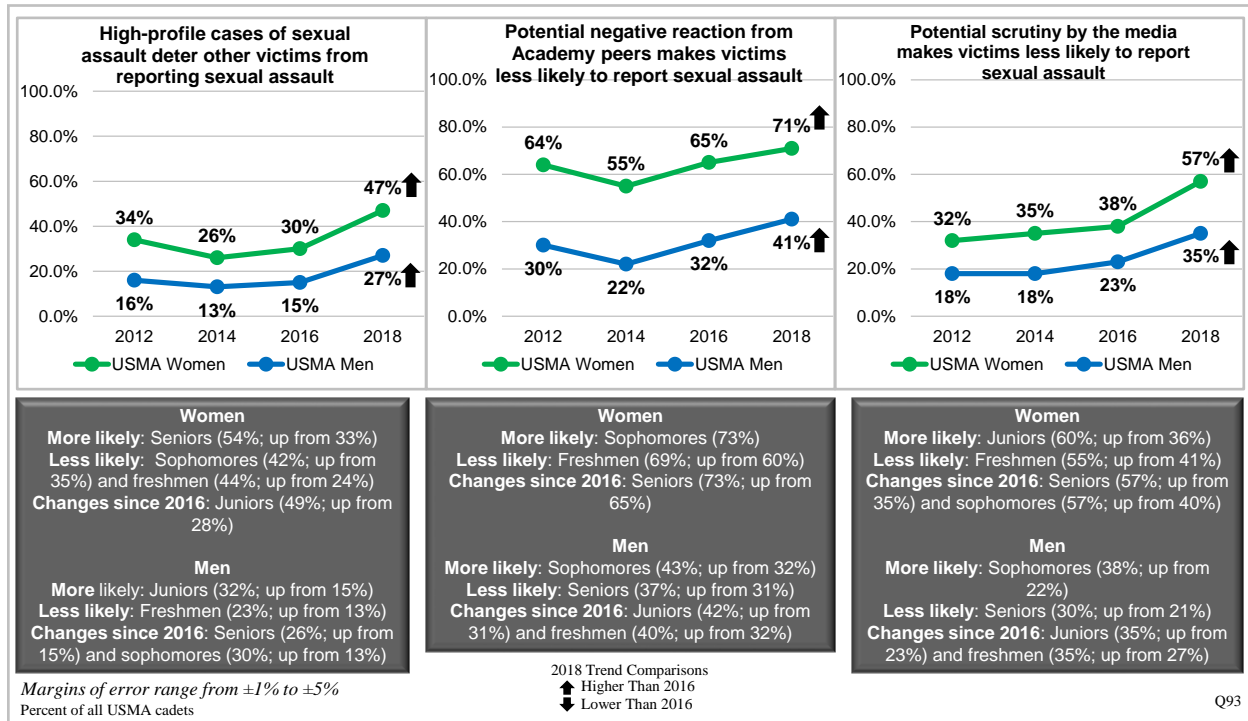 High-profile cases of sexual
assault deter other victims from
reporting sexual assault
100.0%
80.0%
60.0%
40.0%
20.0%
0.0%
34%
26%
30%
47%
16%
13%
15%
27%
2012
2014
2016
2018
USMA Women
USMA Men
Potential negative reaction from
Academy peers makes victims
less likely to report sexual assault
100.0%
80.0%
60.0%
40.0%
20.0%
0.0%
64%
55%
65%
71%
30%
22%
32%
41%
2012
2014
2016
2018
USMA Women
USMA Men
Potential scrutiny by the media
makes victims less likely to report
sexual assault
100.0%
80.0%
60.0%
40.0%
20.0%
0.0%
32%
35%
38%
57%
18%
18%
23%
35%
2012
2014
2016
2018
USMA Women
USMA Men
Women
More likely: Seniors (54%; up from 33%)
Less likely: Sophomores (42%; up from
35%) and freshmen (44%; up from 24%)
Changes since 2016: Juniors (49%; up from
28%)
Men
More likely: Juniors (32%; up from 15%)
Less likely: Freshmen (23%; up from 13%)
Changes since 2016: Seniors (26%; up from
15%) and sophomores (30%; up from 13%)
Women
More likely: Sophomores (73%)
Less likely: Freshmen (69%; up from 60%)
Changes since 2016: Seniors (73%; up from
65%)
Men
More likely: Sophomores (43%; up from 32%)
Less likely: Seniors (37%; up from 31%)
Changes since 2016: Juniors (42%; up from
31%) and freshmen (40%; up from 32%)
Women
More likely: Juniors (60%; up from 36%)
Less likely: Freshmen (55%; up from 41%)
Changes since 2016: Seniors (57%; up from
35%) and sophomores (57%; up from 40%)
Men
More likely: Sophomores (38%; up from
22%)
Less likely: Seniors (30%; up from 21%)
Changes since 2016: Juniors (35%; up from
23%) and freshmen (35%; up from 27%)
Margins of error range from ±1% to ±5%
Percent of all USMA cadets
2018 Trend Comparisons
Higher Than 2016
Lower Than 2016
Q93